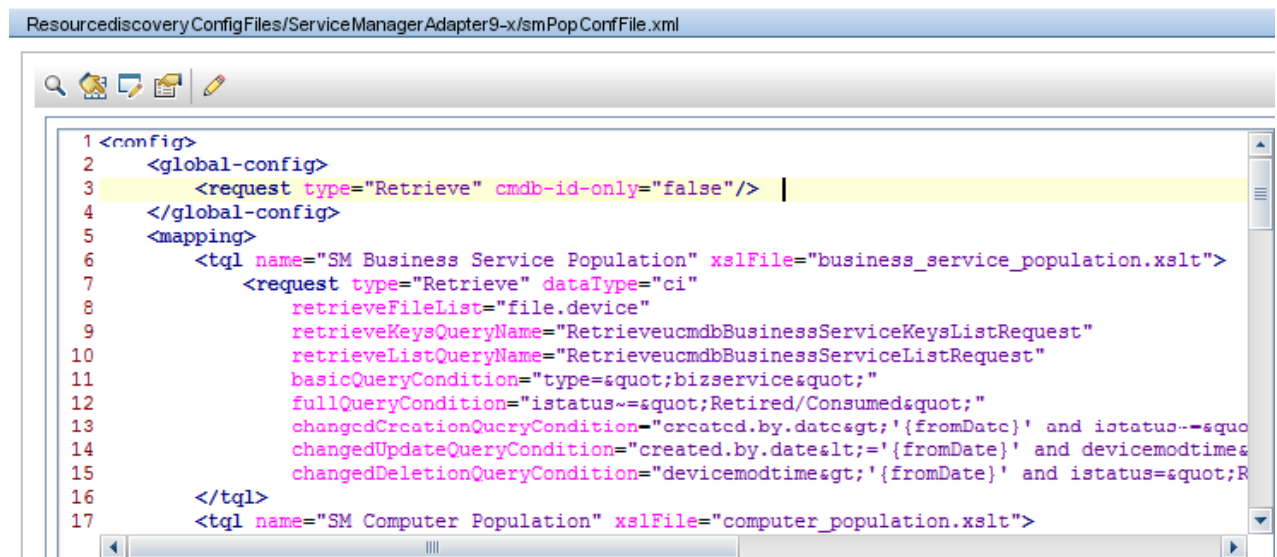 ResourcediscoveryConfigFiles/ServiceManagerAdapter9-x/smPopConfFile.xml
1 <config>
2 <global-config>
3 <request type="Retrieve" cmdb-id-only="false"/>
4 </global-config>
5 <mapping>
6 <tql name="SM Business Service Population" xslFile="business_service_population.xslt">
7 <request type="Retrieve" dataType="ci"
8 retrieveFileList="file.device"
9 retrieveKeysQueryName="RetrieveucmdbBusinessServiceKeysListRequest"
10 retrieveListQueryName="RetrieveucmdbBusinessServiceListRequest"
11 basicQueryCondition="type=&quot;bizservice&quot;"
12 fullQueryCondition="istatus~=&quot;Retired/Consumed&quot;"
13 changedCreationQueryCondition="created.by.date&gt;'{fromDate}' and istatus~=&quo
14 changedUpdateQueryCondition="created.by.date&lt;='{fromDate}' and devicemodtime&
15 changedDeletionQueryCondition="devicemodtime&gt;'{fromDate}' and istatus=&quot;R
16 </tql>
17 <tql name="SM Computer Population" xslFile="computer_population.xslt">